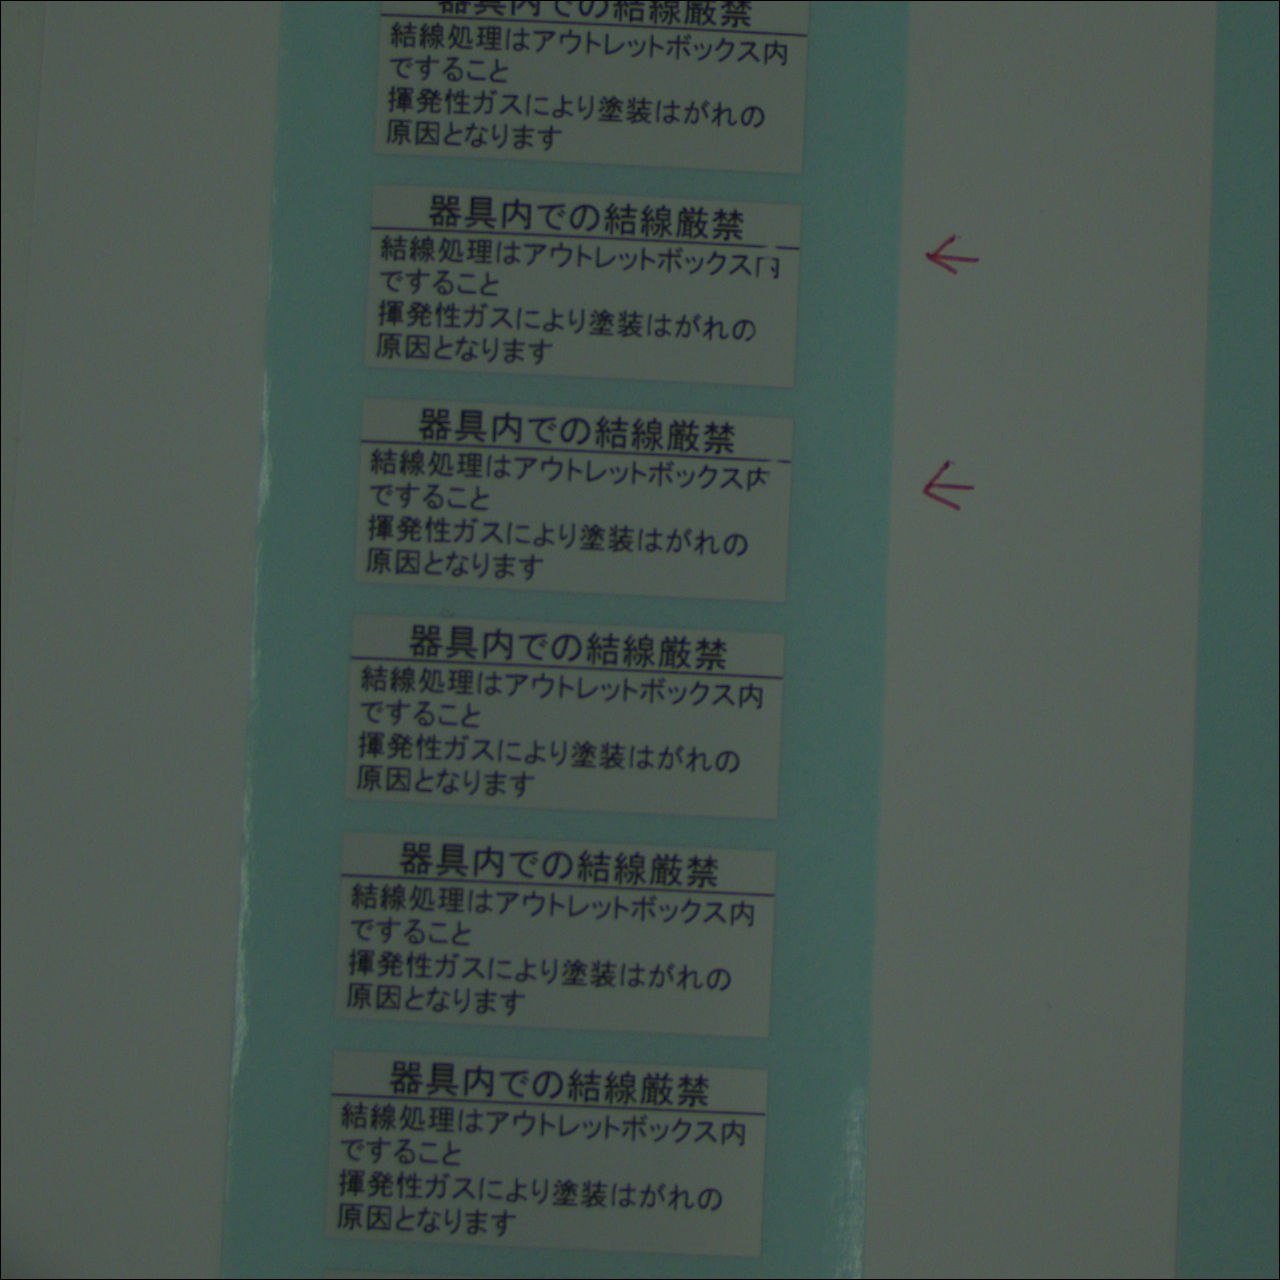 器具内での結線厳禁
結線処理はアウトレットボックス内
ですること
揮発性ガスにより塗装はがれの
原因となります
器具内での結線厳禁
結線処理はアウトレットボックス内
ですること
揮発性ガスにより塗装はがれの
原因となります
器具内での結線厳禁
結線処理はアウトレットボックス内
ですること
揮発性ガスにより塗装はがれの
原因となります
器具内での結線厳禁
結線処理はアウトレットボックス内
ですること
揮発性ガスにより塗装はがれの
原因となります
器具内での結線厳禁
結線処理はアウトレットボックス内
ですること
揮発性ガスにより塗装はがれの
原因となります
器具内での結線厳禁
結線処理はアウトレットボックス内
ですること
揮発性ガスにより塗装はがれの
原因となります